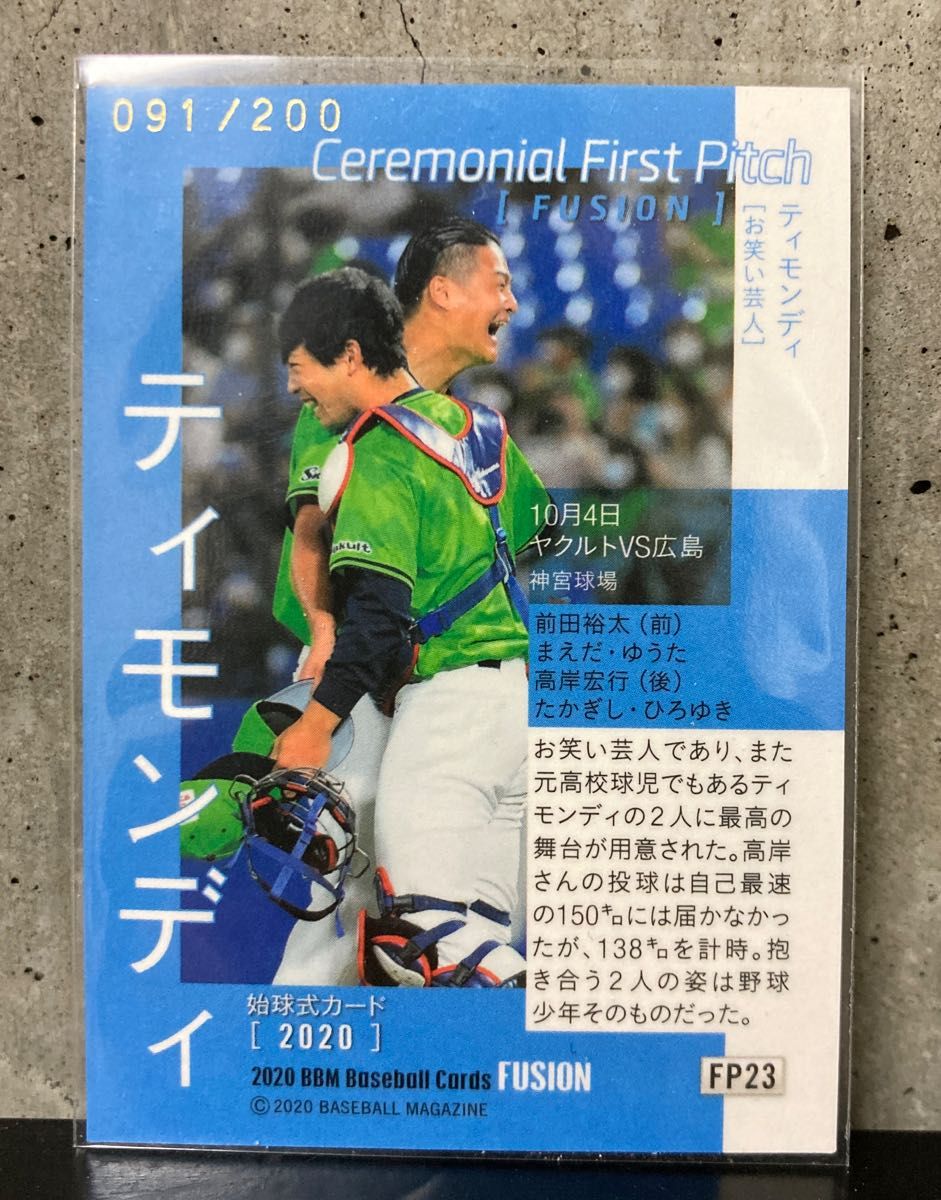 091/200
Ceremonial First Pitch
[ FUSION ]
ティモンディ
[お笑い芸人]
ティモンディ
10月4日
ヤクルトVS広島
神宮球場
前田裕太(前)
まえだ・ゆうた
高岸宏行(後)
たかぎし・ひろゆき
お笑い芸人であり、また
元高校球児でもあるティ
モンディの2人に最高の
舞台が用意された。高岸
さんの投球は自己最速
の150㌔には届かなかっ
たが、138㌔を計時。抱
き合う2人の姿は野球
少年そのものだった。
始球式カード
[ 2020 ]
2020 BBM Baseball Cards FUSION
FP23
©2020 BASEBALL MAGAZINE